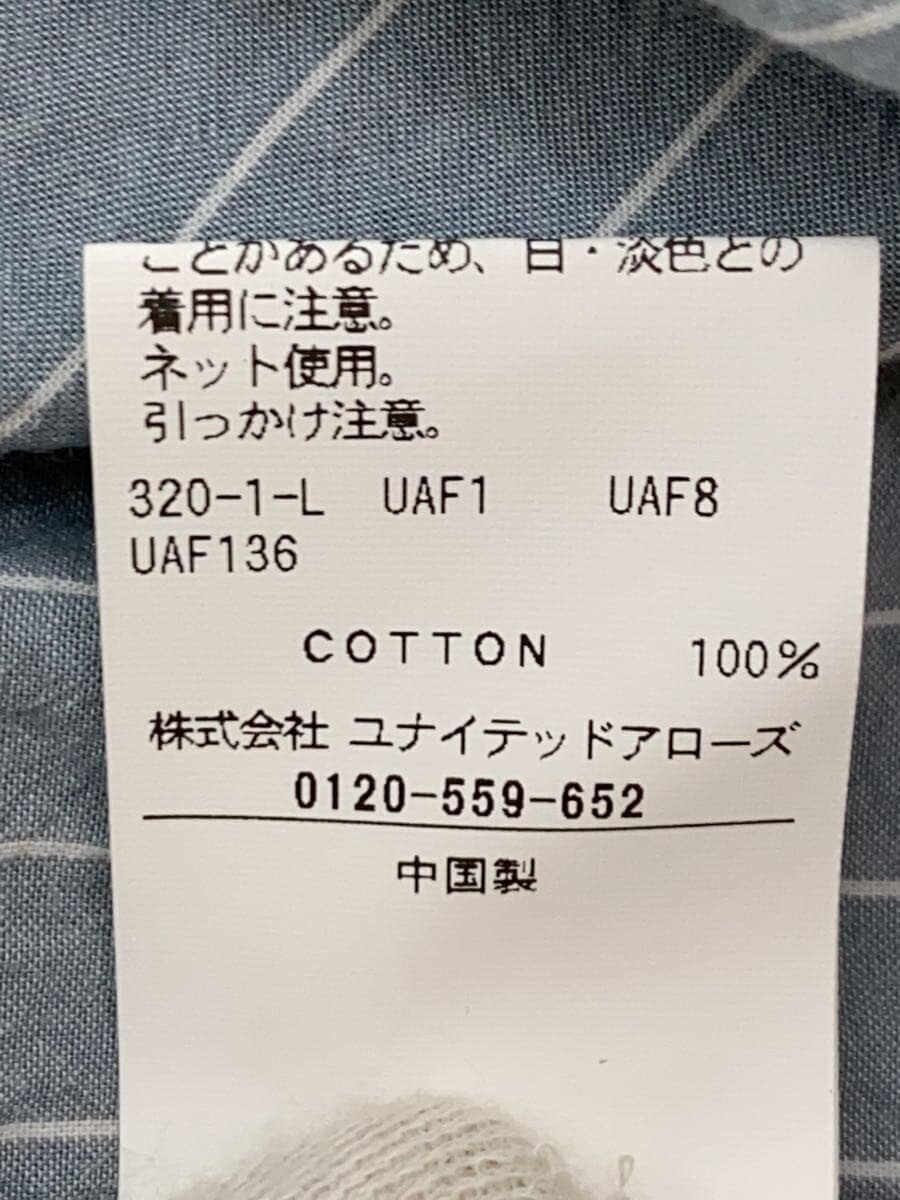 ことがあるため、白・淡色との
着用に注意。
ネット使用。
引っかけ注意。
320-1-L UAF1 UAF8
UAF136
COTTON 100%
株式会社 ユナイテッドアローズ
0120-559-652
中国製